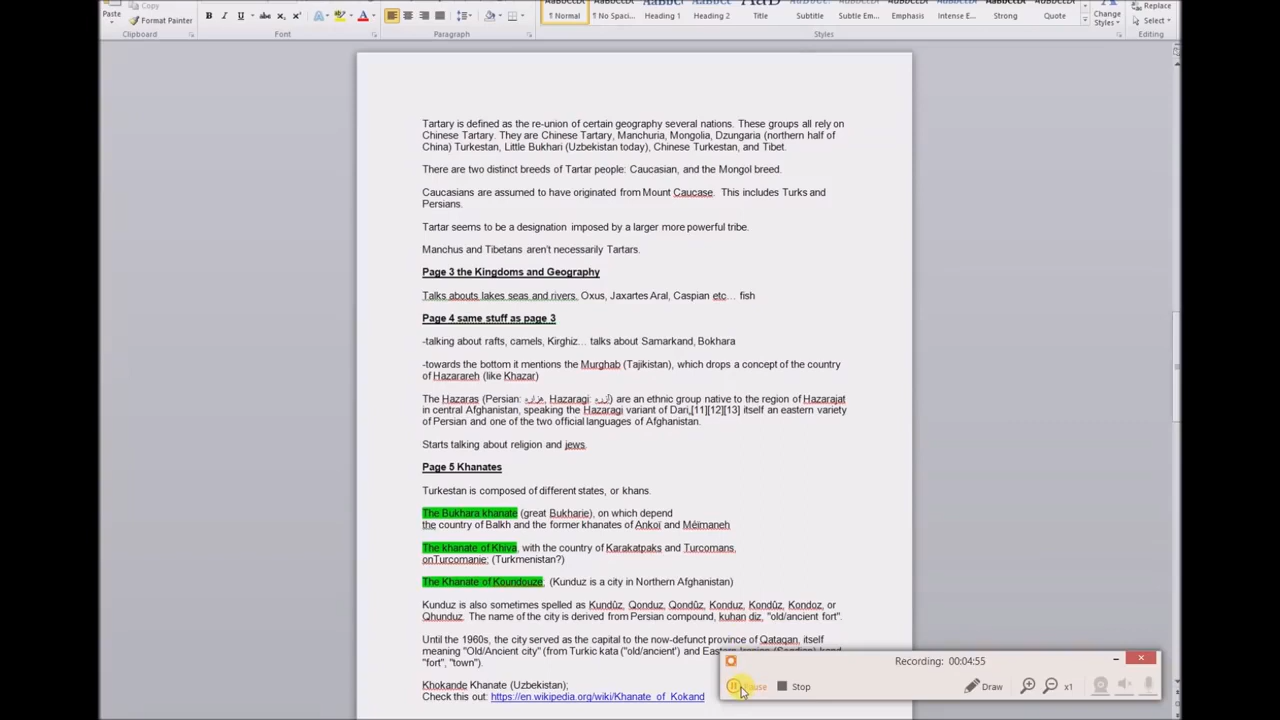 Paste
Copy
Format Painter
Clipboard
Font
Paragraph
¶ Normal
¶ No Spaci...
Heading 1
Heading 2
Title
Subtitle
Subtle Em...
Emphasis
Intense E...
Strong
Quote
Change
Styles
Styles
Replace
Select
Editing
Tartary is defined as the re-union of certain geography several nations. These groups all rely on
Chinese Tartary. They are Chinese Tartary, Manchuria, Mongolia, Dzungaria (northern half of
China) Turkestan, Little Bukhari (Uzbekistan today), Chinese Turkestan, and Tibet.
There are two distinct breeds of Tartar people: Caucasian, and the Mongol breed.
Caucasians are assumed to have originated from Mount Caucase. This includes Turks and
Persians.
Tartar seems to be a designation imposed by a larger more powerful tribe.
Manchus and Tibetans aren't necessarily Tartars.
Page 3 the Kingdoms and Geography
Talks abouts lakes seas and rivers, Oxus, Jaxartes Aral, Caspian etc… fish
Page 4 same stuff as page 3
-talking about rafts, camels, Kirghiz… talks about Samarkand, Bokhara
-towards the bottom it mentions the Murghab (Tajikistan), which drops a concept of the country
of Hazarareh (like Khazar)
The Hazaras (Persian: هزاره, Hazaragi: آزره) are an ethnic group native to the region of Hazarajat
in central Afghanistan, speaking the Hazaragi variant of Dari,[11][12][13] itself an eastern variety
of Persian and one of the two official languages of Afghanistan.
Starts talking about religion and jews.
Page 5 Khanates
Turkestan is composed of different states, or khans.
The Bukhara khanate (great Bukharie), on which depend
the country of Balkh and the former khanates of Ankoï and Méïmaneh
The khanate of Khiva, with the country of Karakatpaks and Turcomans,
onTurcomanie; (Turkmenistan?)
The Khanate of Koundouze; (Kunduz is a city in Northern Afghanistan)
Kunduz is also sometimes spelled as Kundûz, Qonduz, Qondûz, Konduz, Kondûz, Kondoz, or
Qhunduz. The name of the city is derived from Persian compound, kuhan diz, "old/ancient fort".
Until the 1960s, the city served as the capital to the now-defunct province of Qataqan, itself
meaning "Old/Ancient city" (from Turkic kata ("old/ancient') and
"fort", "town").
Khokande Khanate (Uzbekistan);
Check this out: https://en.wikipedia.org/wiki/Khanate_of_Kokand
Recording: 00:04:55
Pause
Stop
Draw
x1